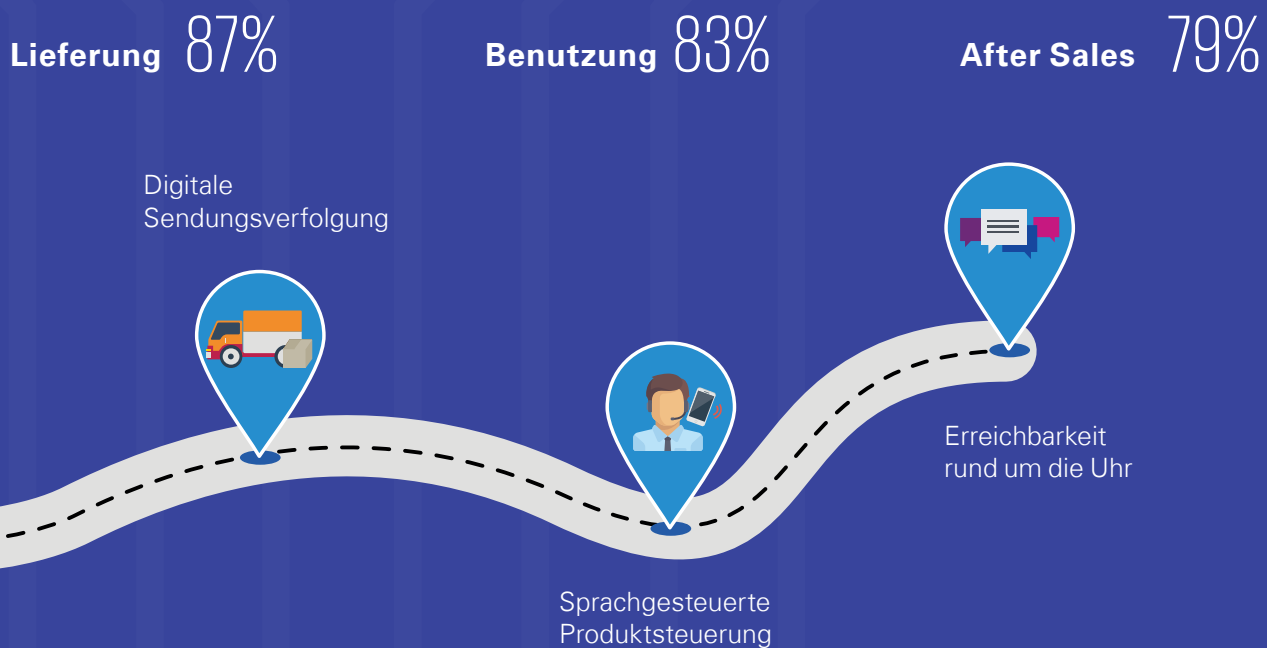 Lieferung 87%
Benutzung 83%
After Sales 79%
Digitale
Sendungsverfolgung
Erreichbarkeit
rund um die Uhr
Sprachgesteuerte
Produktsteuerung